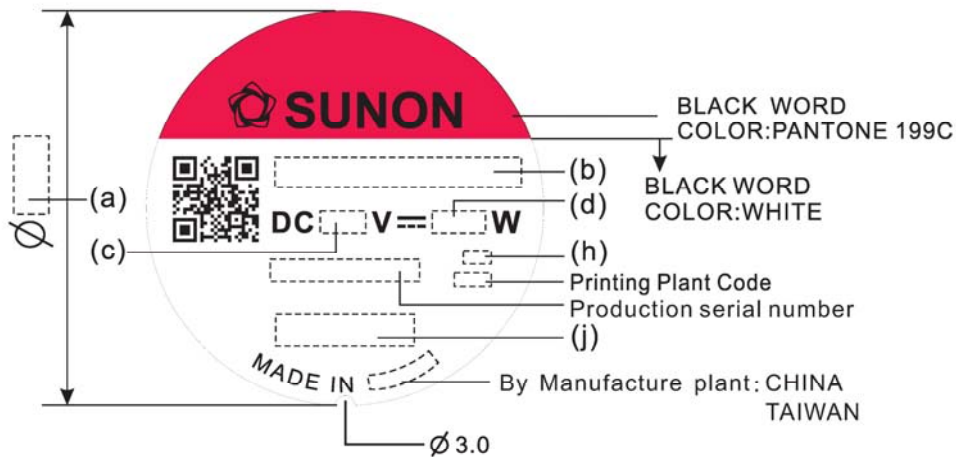 SUNON
BLACK WORD
COLOR:PANTONE 199C
(b)
BLACK WORD
COLOR:WHITE
(a)
(d)
DC V W
(c)
(h)
Printing Plant Code
Production serial number
(j)
MADE IN
By Manufacture plant: CHINA
TAIWAN
Ø
Ø 3.0